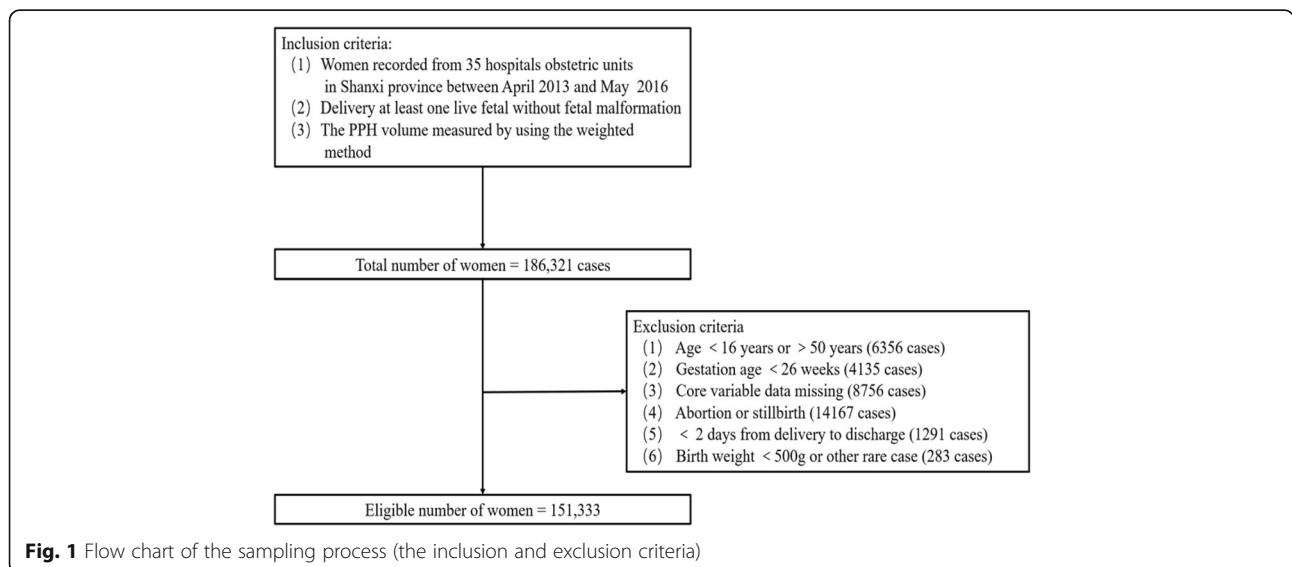 Inclusion criteria:
(1) Women recorded from 35 hospitals obstetric units
in Shanxi province between April 2013 and May 2016
(2) Delivery at least one live fetal without fetal malformation
(3) The PPH volume measured by using the weighted
method
Total number of women = 186,321 cases
Exclusion criteria
(1) Age < 16 years or > 50 years (6356 cases)
(2) Gestation age < 26 weeks (4135 cases)
(3) Core variable data missing (8756 cases)
(4) Abortion or stillbirth (14167 cases)
(5) < 2 days from delivery to discharge (1291 cases)
(6) Birth weight < 500g or other rare case (283 cases)
Eligible number of women = 151,333
Fig. 1 Flow chart of the sampling process (the inclusion and exclusion criteria)